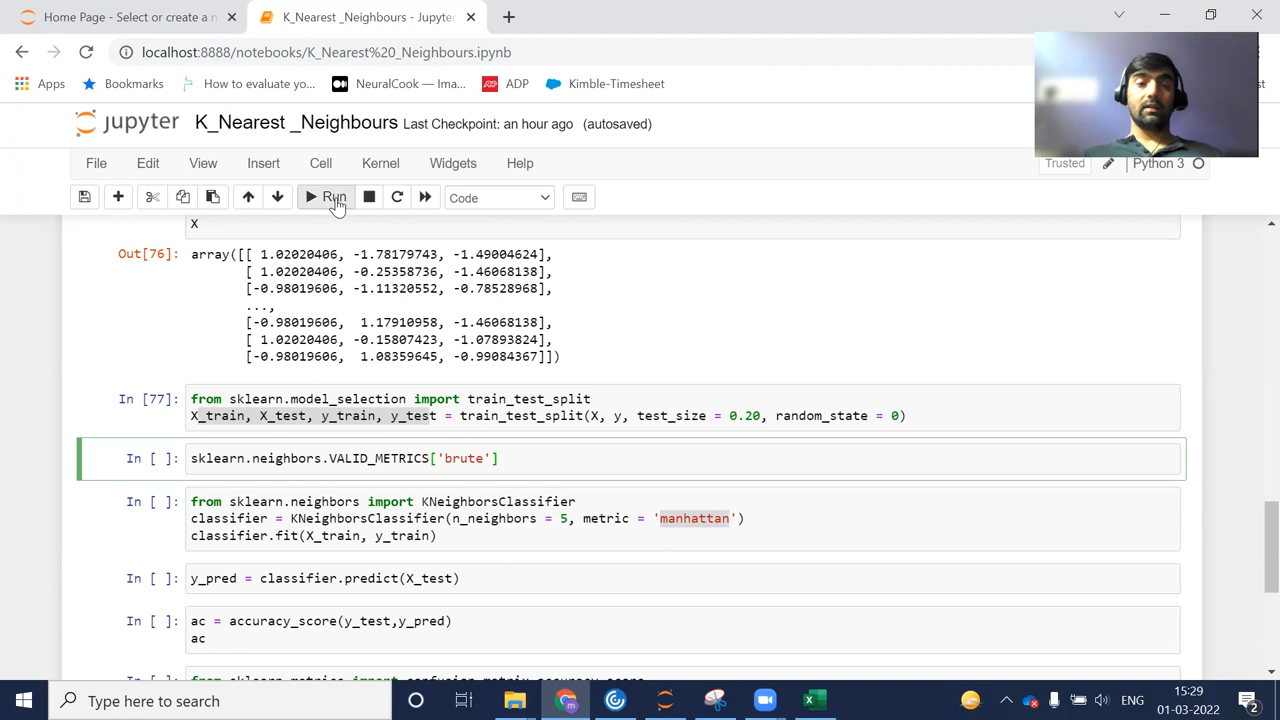 Home Page - Select or create a n
K_Nearest _Neighbours - Jupyter
localhost:8888/notebooks/K_Nearest%20_Neighbours.ipynb
Apps Bookmarks How to evaluate yo... NeuralCook — Ima... ADP Kimble-Timesheet
jupyter K_Nearest _Neighbours Last Checkpoint: an hour ago (autosaved)
File Edit View Insert Cell Kernel Widgets Help Trusted Python 3
Run Code
X
Out[76]: array([[ 1.02020406, -1.78179743, -1.49004624],
[ 1.02020406, -0.25358736, -1.46068138],
[-0.98019606, -1.11320552, -0.78528968],
...,
[-0.98019606, 1.17910958, -1.46068138],
[ 1.02020406, -0.15807423, -1.07893824],
[-0.98019606, 1.08359645, -0.99084367]])
In [77]: from sklearn.model_selection import train_test_split
X_train, X_test, y_train, y_test = train_test_split(X, y, test_size = 0.20, random_state = 0)
In [ ]: sklearn.neighbors.VALID_METRICS['brute']
In [ ]: from sklearn.neighbors import KNeighborsClassifier
classifier = KNeighborsClassifier(n_neighbors = 5, metric = 'manhattan')
classifier.fit(X_train, y_train)
In [ ]: y_pred = classifier.predict(X_test)
In [ ]: ac = accuracy_score(y_test,y_pred)
ac
In [ ]: from sklearn.metrics import confusion_matrix, accuracy_score
Type here to search
ENG
15:29
01-03-2022
2